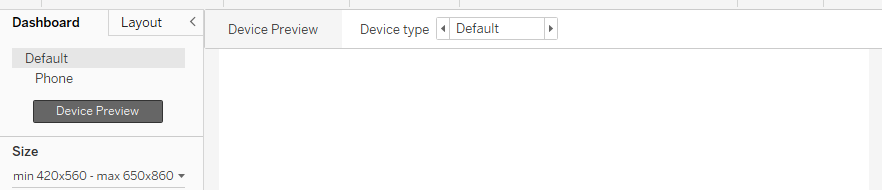 Dashboard
Layout
Default
Phone
Device Preview
Size
min 420x560 - max 650x860
Device Preview
Device type
Default